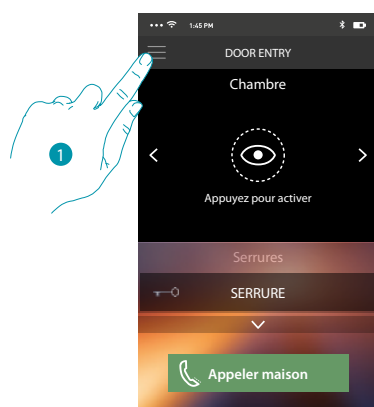 1:45 PM
DOOR ENTRY
Chambre
1
Appuyez pour activer
Serrures
SERRURE
Appeler maison